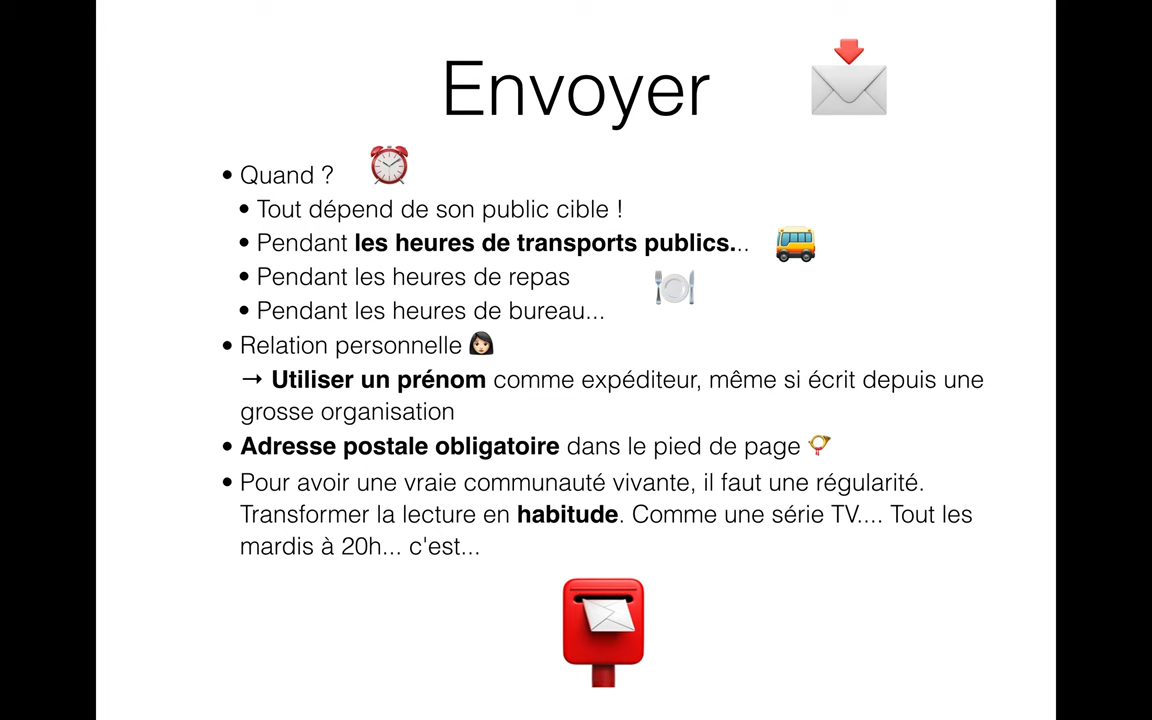 Envoyer
• Quand ?
• Tout dépend de son public cible !
• Pendant les heures de transports publics...
• Pendant les heures de repas
• Pendant les heures de bureau...
• Relation personnelle
→ Utiliser un prénom comme expéditeur, même si écrit depuis une
grosse organisation
• Adresse postale obligatoire dans le pied de page
• Pour avoir une vraie communauté vivante, il faut une régularité.
Transformer la lecture en habitude. Comme une série TV.... Tout les
mardis à 20h... c'est...